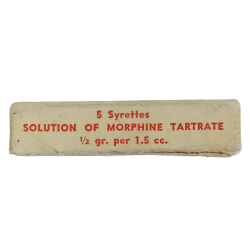 5 Syrettes
SOLUTION OF MORPHINE TARTRATE
½ gr. per 1.5 cc.